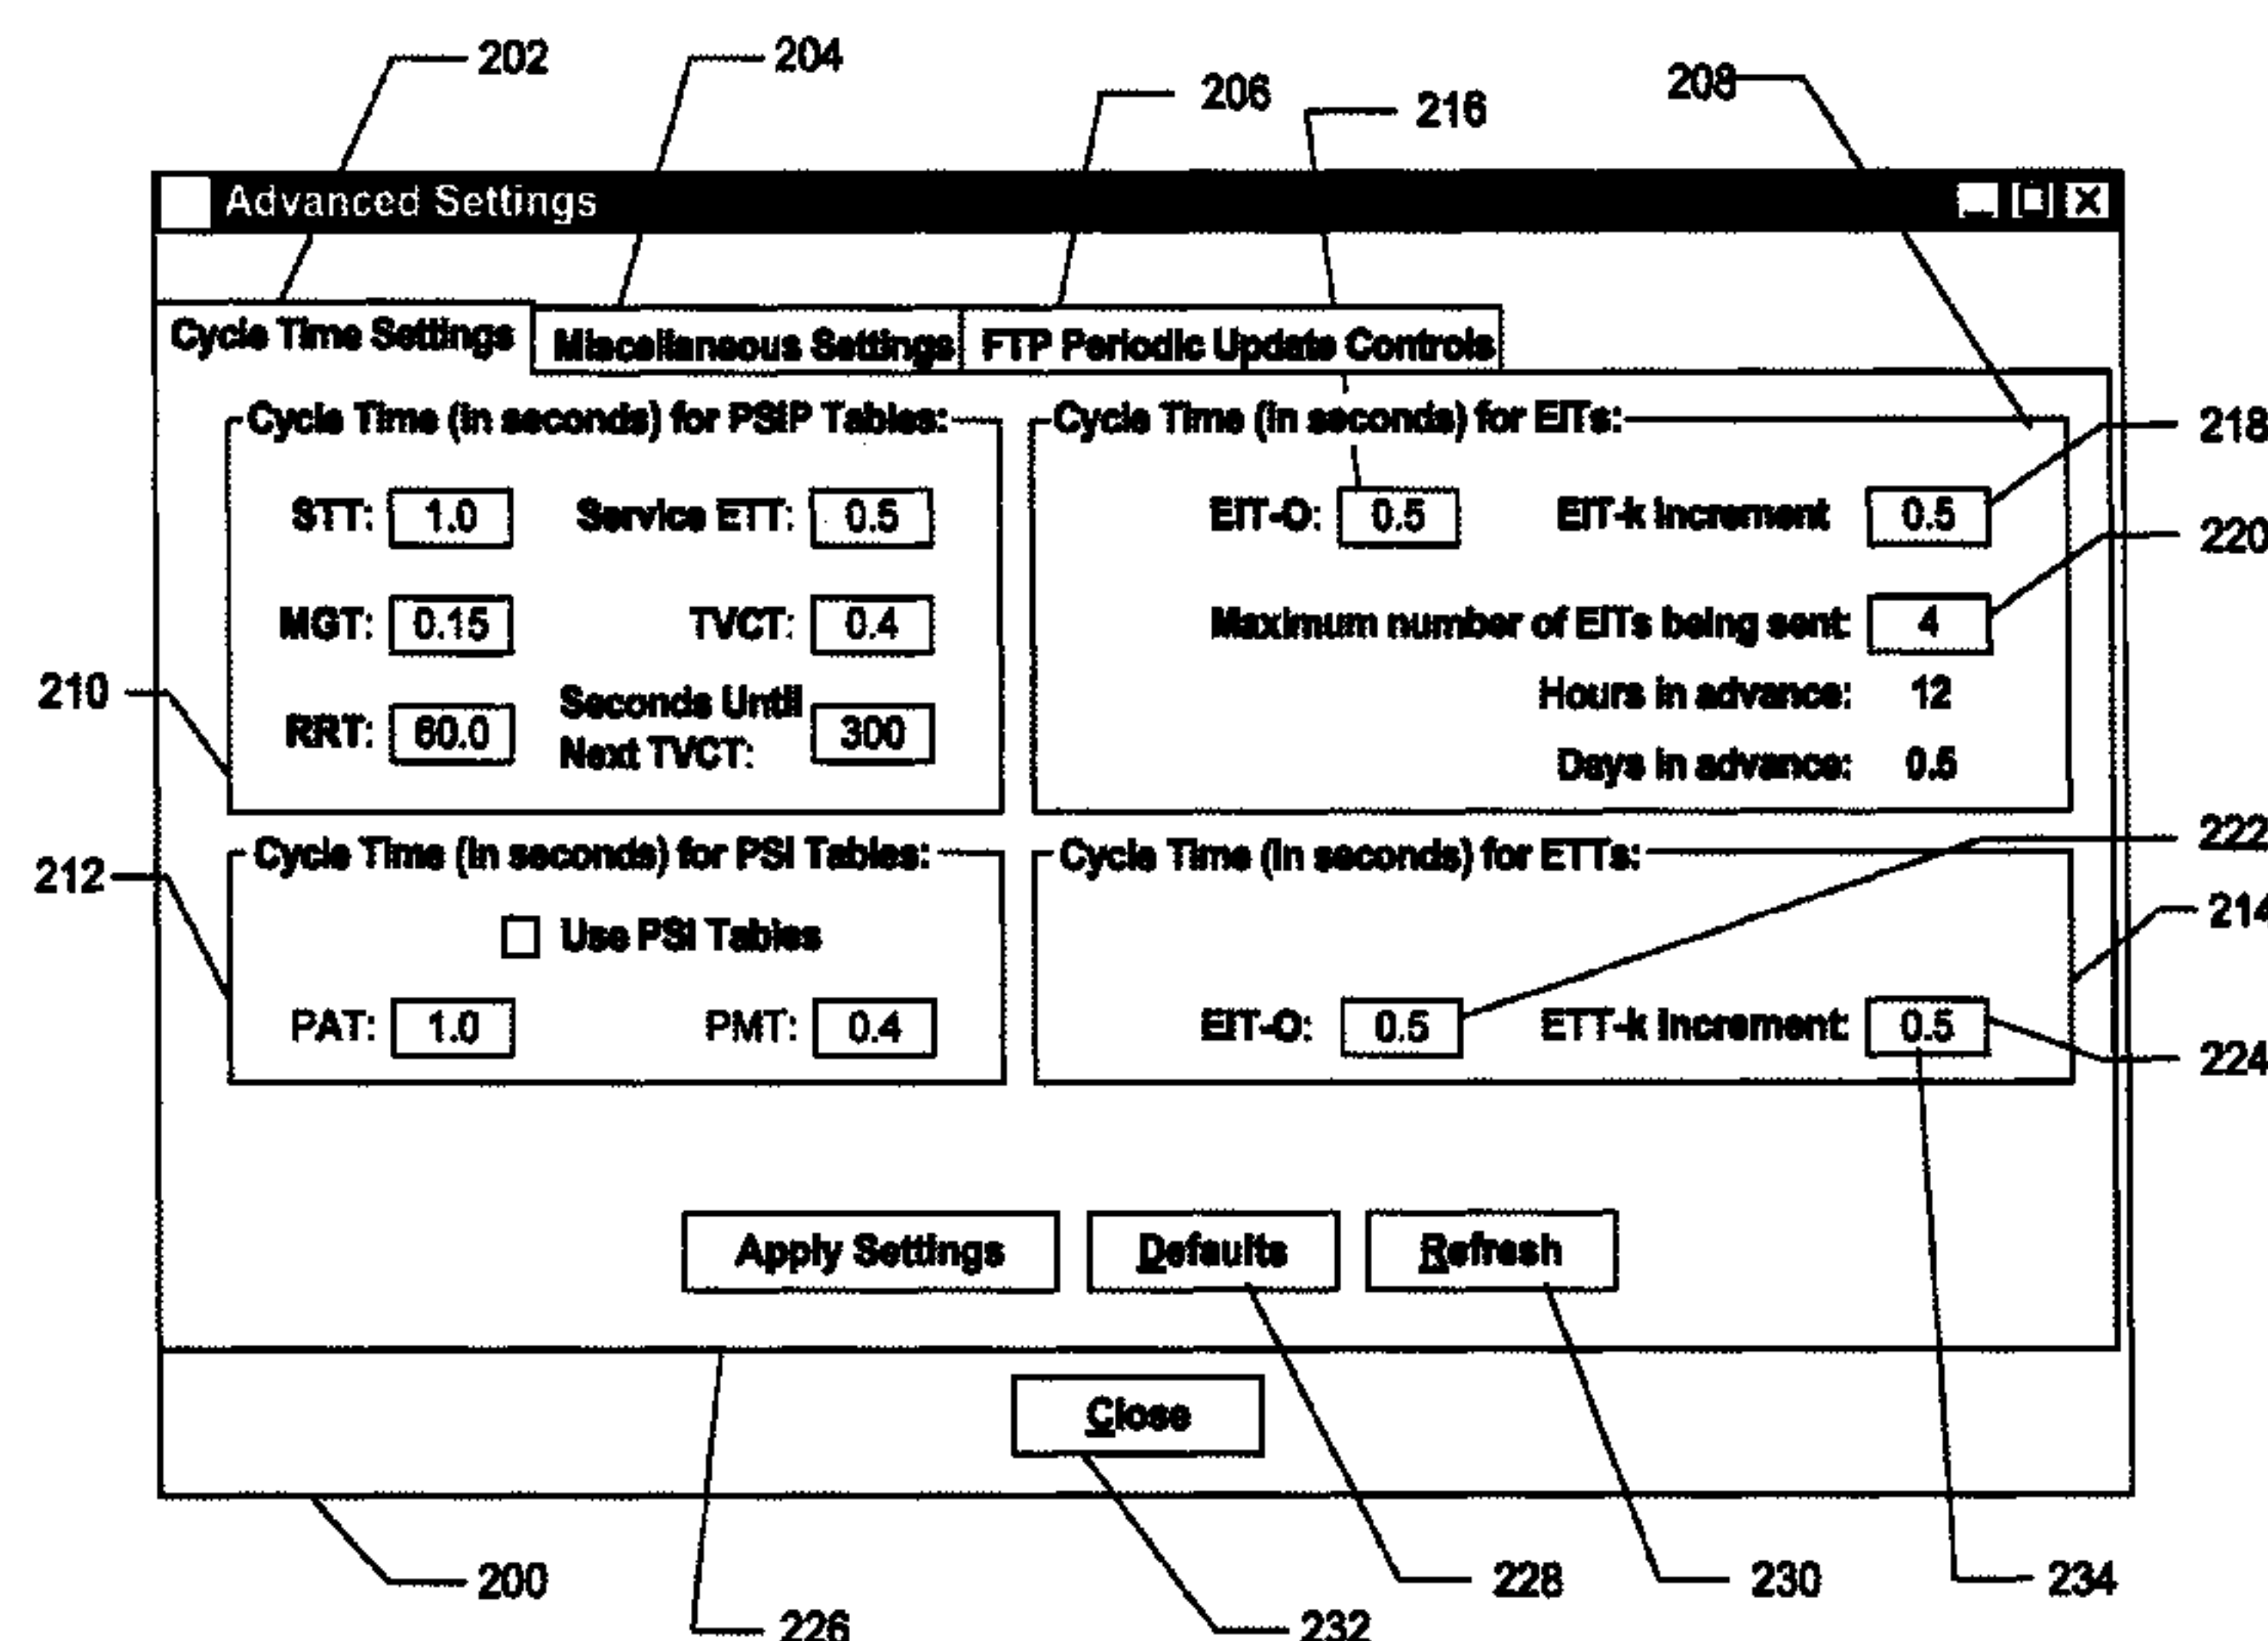 202
204
206
216
208
Advanced Settings
Cycle Time Settings
Miscellaneous Settings
FTP Periodic Update Controls
Cycle Time (in seconds) for PSIP Tables:
STT: 1.0 Service ETT: 0.5
MGT: 0.15 TVCT: 0.4
RRT: 60.0 Seconds Until
Next TVCT: 300
Cycle Time (in seconds) for EITs:
EIT-O: 0.5 EIT-k Increment 0.5
Maximum number of EITs being sent: 4
Hours in advance: 12
Days in advance: 0.5
218
220
210
212
Cycle Time (in seconds) for PSI Tables:
Use PSI Tables
PAT: 1.0 PMT: 0.4
Cycle Time (in seconds) for ETTs:
EIT-O: 0.5 ETT-k Increment: 0.5
222
214
224
Apply Settings Defaults Refresh
Close
200
226
232
228
230
234